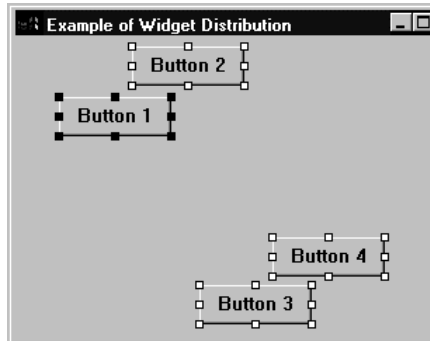 Example of Widget Distribution
Button 2
Button 1
Button 4
Button 3